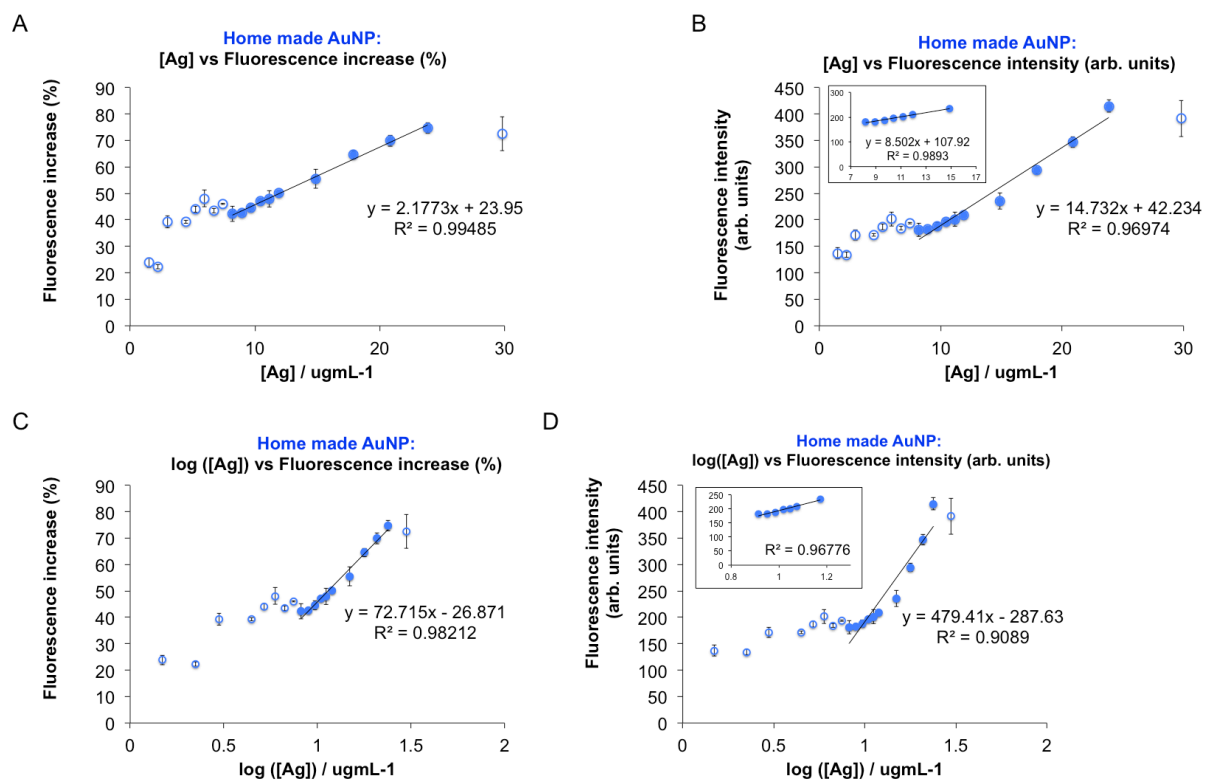 A
Home made AuNP:
[Ag] vs Fluorescence increase (%)
Fluorescence increase (%)
90
80
70
60
50
40
30
20
10
0
0
10
20
30
[Ag] / ugmL-1
y = 2.1773x + 23.95
R² = 0.99485
B
Home made AuNP:
[Ag] vs Fluorescence intensity (arb. units)
Fluorescence intensity
(arb. units)
450
400
350
300
250
200
150
100
50
0
0
10
20
30
[Ag] / ugmL-1
300
200
100
0
7
9
11
13
15
17
y = 8.502x + 107.92
R² = 0.9893
y = 14.732x + 42.234
R² = 0.96974
C
Home made AuNP:
log ([Ag]) vs Fluorescence increase (%)
Fluorescence increase (%)
90
80
70
60
50
40
30
20
10
0
0
0.5
1
1.5
2
log ([Ag]) / ugmL-1
y = 72.715x - 26.871
R² = 0.98212
D
Home made AuNP:
log([Ag]) vs Fluorescence intensity (arb. units)
Fluorescence intensity
(arb. units)
450
400
350
300
250
200
150
100
50
0
0
0.5
1
1.5
2
log ([Ag]) / ugmL-1
250
200
150
100
50
0
0.8
1
1.2
R² = 0.96776
y = 479.41x - 287.63
R² = 0.9089